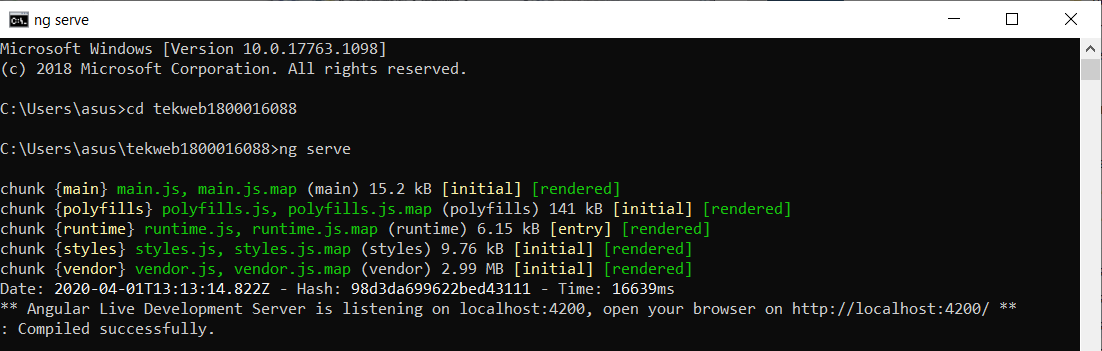 ng serve
Microsoft Windows [Version 10.0.17763.1098]
(c) 2018 Microsoft Corporation. All rights reserved.
C:\Users\asus>cd tekweb1800016088
C:\Users\asus\tekweb1800016088>ng serve
chunk {main} main.js, main.js.map (main) 15.2 kB [initial] [rendered]
chunk {polyfills} polyfills.js, polyfills.js.map (polyfills) 141 kB [initial] [rendered]
chunk {runtime} runtime.js, runtime.js.map (runtime) 6.15 kB [entry] [rendered]
chunk {styles} styles.js, styles.js.map (styles) 9.76 kB [initial] [rendered]
chunk {vendor} vendor.js, vendor.js.map (vendor) 2.99 MB [initial] [rendered]
Date: 2020-04-01T13:13:14.822Z - Hash: 98d3da699622bed43111 - Time: 16639ms
** Angular Live Development Server is listening on localhost:4200, open your browser on http://localhost:4200/ **
: Compiled successfully.